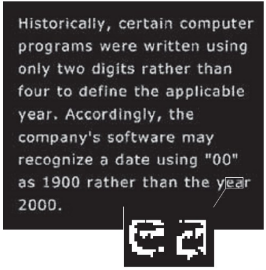 Historically, certain computer
programs were written using
only two digits rather than
four to define the applicable
year. Accordingly, the
company's software may
recognize a date using "00"
as 1900 rather than the year
2000.
ea